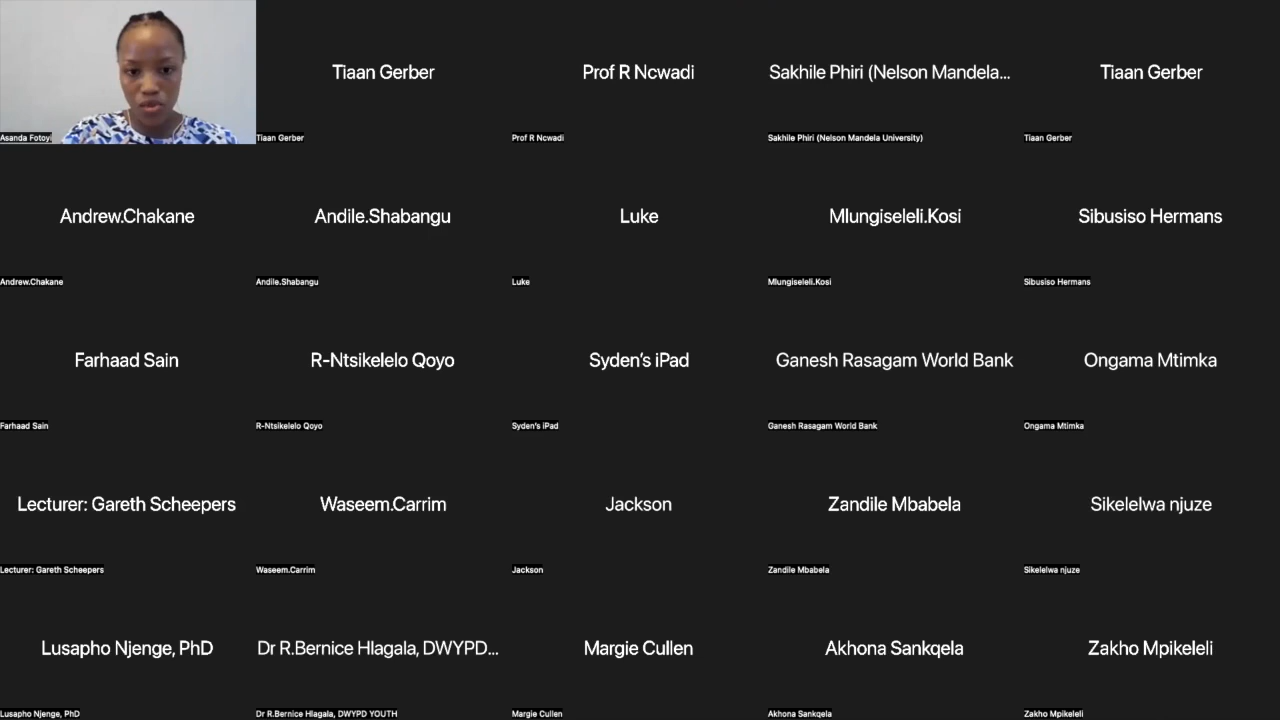 Tiaan Gerber
Prof R Ncwadi
Sakhile Phiri (Nelson Mandela...
Tiaan Gerber
Asanda Fotoyi
Tiaan Gerber
Prof R Ncwadi
Sakhile Phiri (Nelson Mandela University)
Tiaan Gerber
Andrew.Chakane
Andile.Shabangu
Luke
Mlungiseleli.Kosi
Sibusiso Hermans
Andrew.Chakane
Andile.Shabangu
Luke
Mlungiseleli.Kosi
Sibusiso Hermans
Farhaad Sain
R-Ntsikelelo Qoyo
Syden's iPad
Ganesh Rasagam World Bank
Ongama Mtimka
Farhaad Sain
R-Ntsikelelo Qoyo
Syden's iPad
Ganesh Rasagam World Bank
Ongama Mtimka
Lecturer: Gareth Scheepers
Waseem.Carrim
Jackson
Zandile Mbabela
Sikelelwa njuze
Lecturer: Gareth Scheepers
Waseem.Carrim
Jackson
Zandile Mbabela
Sikelelwa njuze
Lusapho Njenge, PhD
Dr R.Bernice Hlagala, DWYPD...
Margie Cullen
Akhona Sankqela
Zakho Mpikeleli
Lusapho Njenge, PhD
Dr R.Bernice Hlagala, DWYPD YOUTH
Margie Cullen
Akhona Sankqela
Zakho Mpikeleli